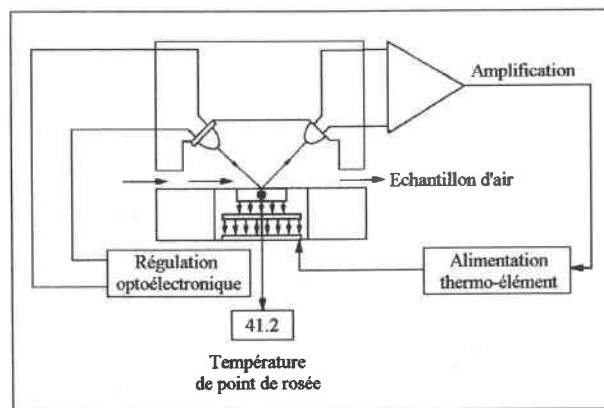 Amplification
Echantillon d'air
Régulation
optoélectronique
Alimentation
thermo-élément
41.2
Température
de point de rosée